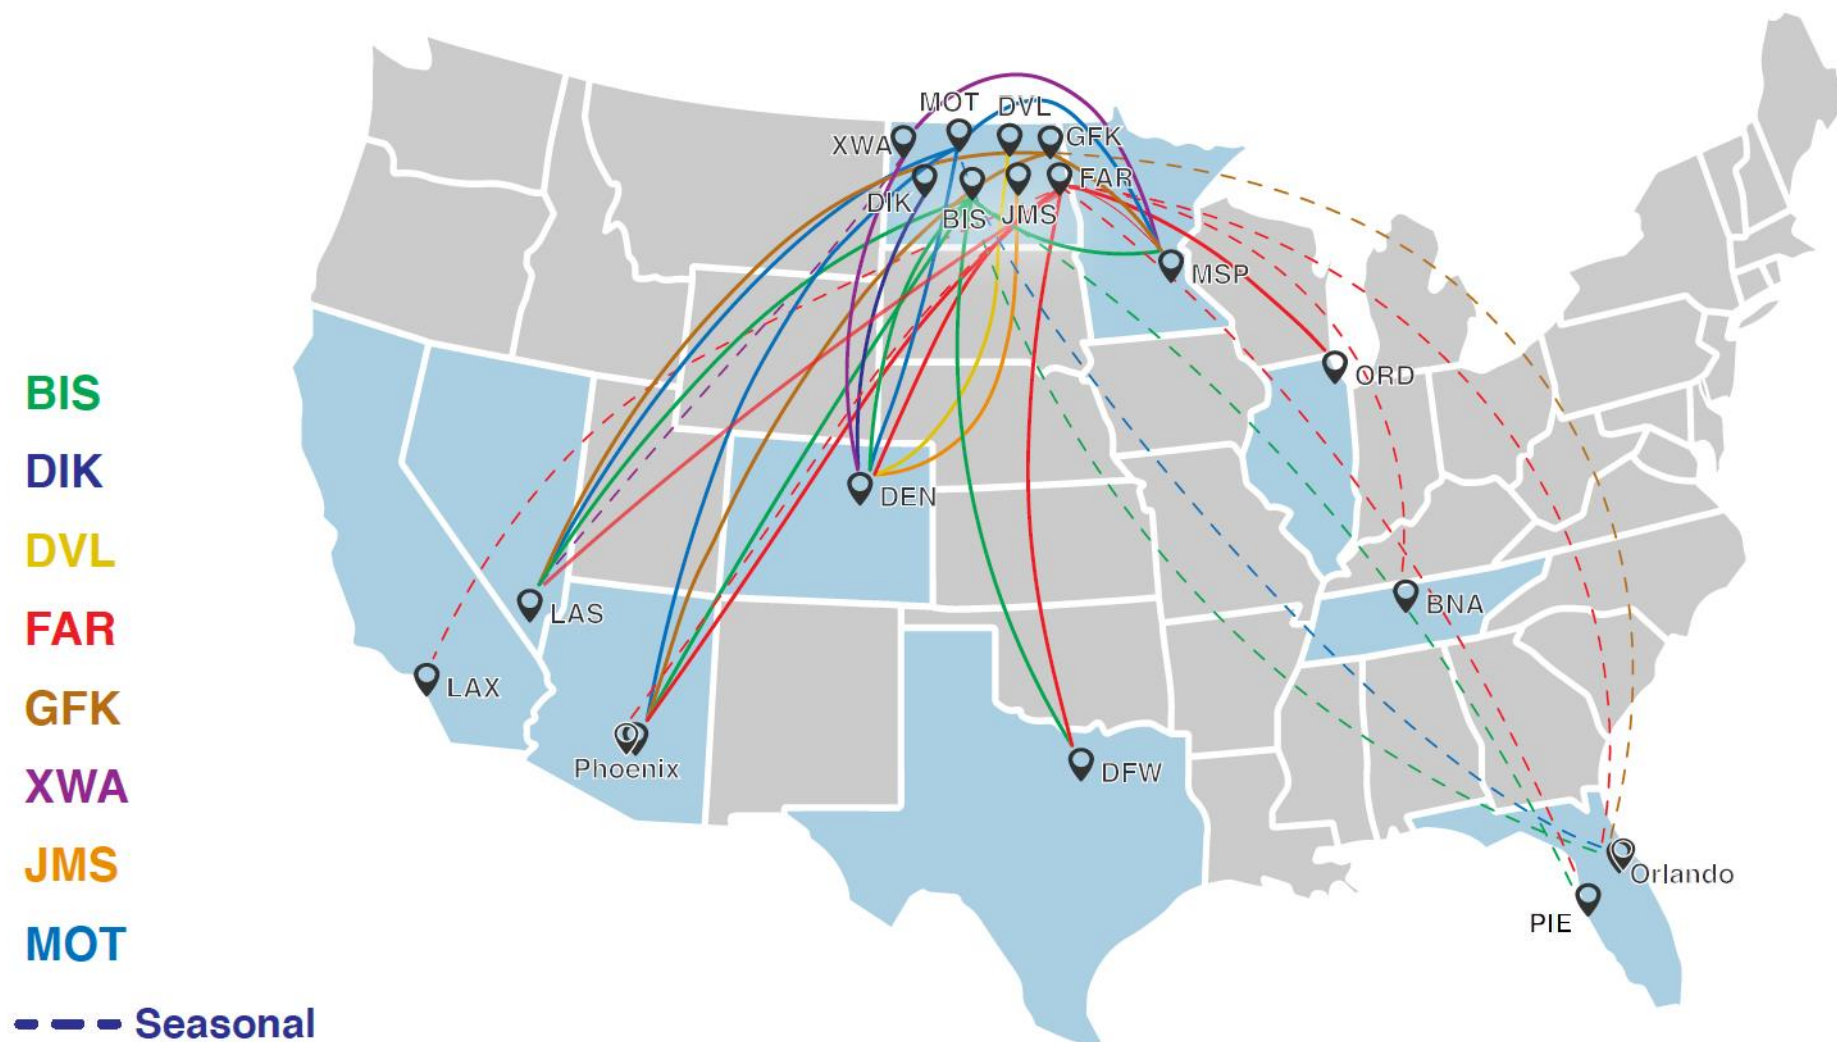 MOT
DVL
XWA
GFK
DIK
FAR
BIS
JMS
MSP
ORD
DEN
LAS
BNA
LAX
Phoenix
DFW
Orlando
PIE
BIS
DIK
DVL
FAR
GFK
XWA
JMS
MOT
Seasonal